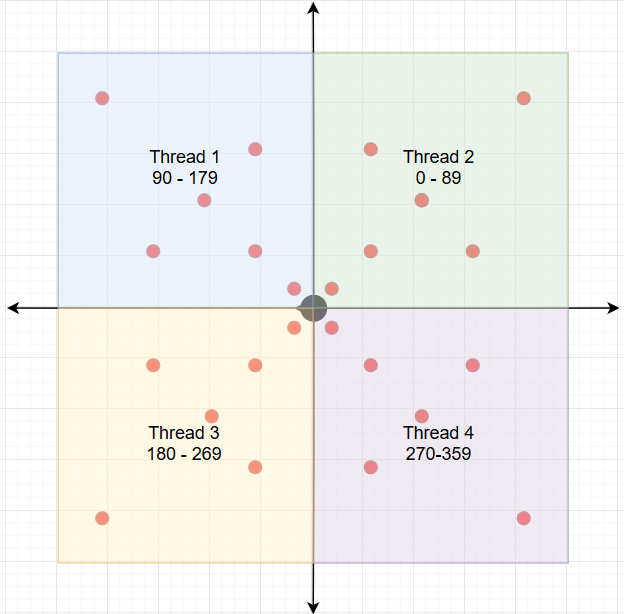 Thread 1
90 - 179
Thread 2
0 - 89
Thread 3
180 - 269
Thread 4
270-359